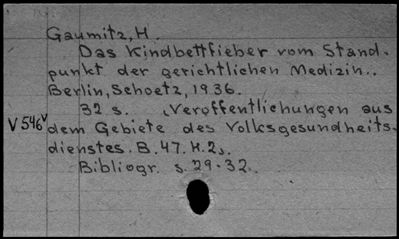 Gaumitz, H.
Das Kindbettfieber vom Stand-
punkt der gerichtlichen Medizin..
Berlin, Schoetz, 1936.
32 s. (Veröffentlichungen aus
V 546v dem Gebiete des Volksgesundheits-
dienstes. B. 47. H. 2).
Bibliogr. s. 29-32.